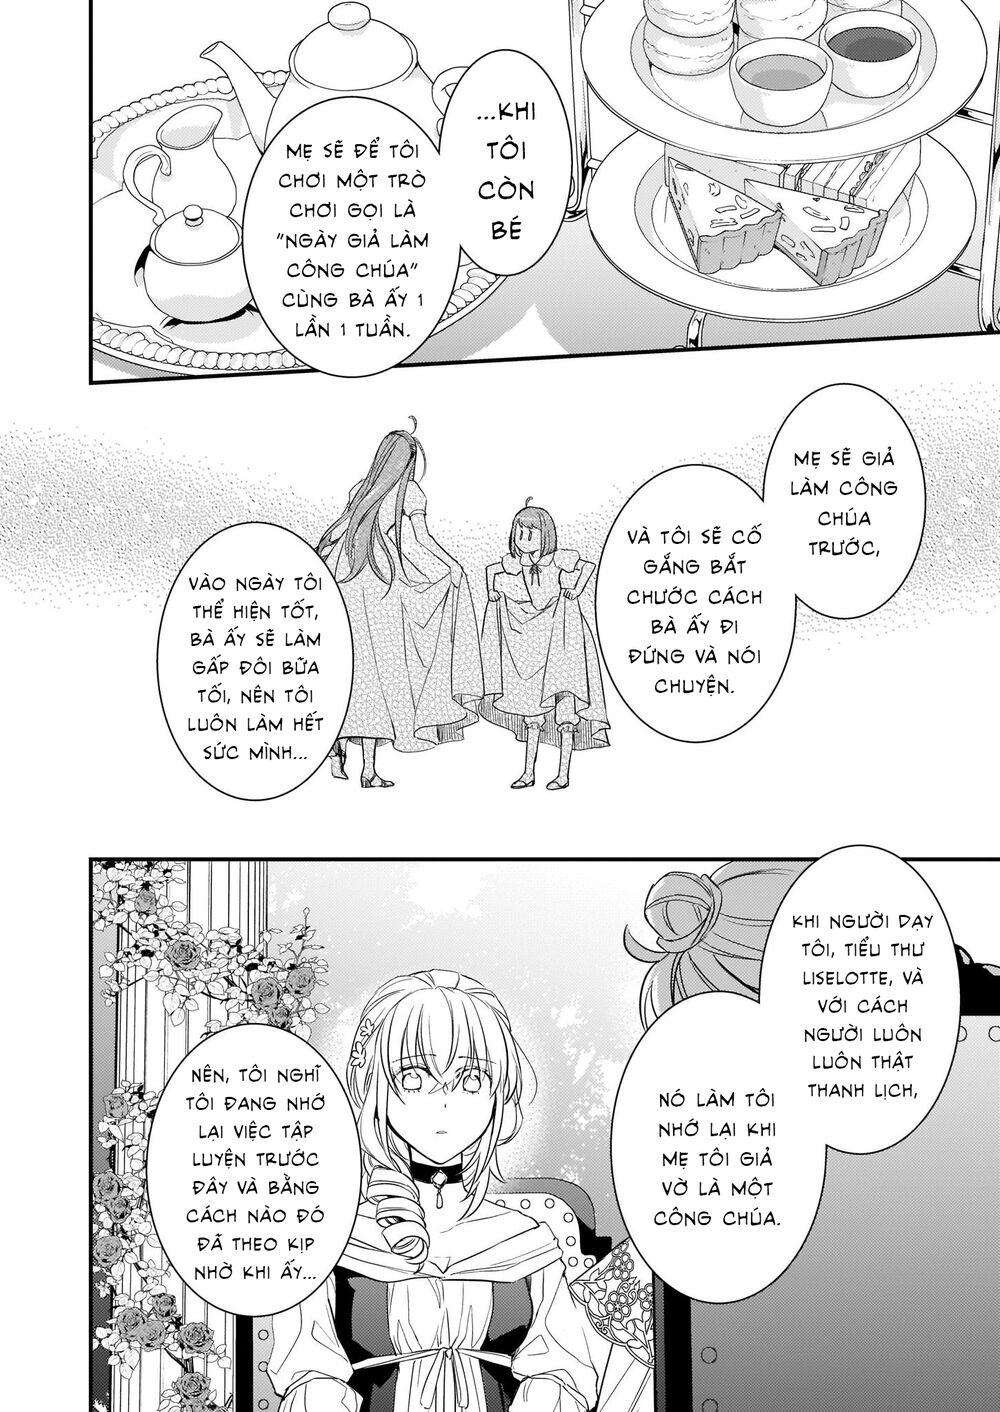 ...KHI
TÔI
CÒN
BÉ
MẸ SẼ ĐỂ TÔI
CHƠI MỘT TRÒ
CHƠI GỌI LÀ
"NGÀY GIẢ LÀM
CÔNG CHÚA"
CÙNG BÀ ẤY 1
LẦN 1 TUẦN.
MẸ SẼ GIẢ
LÀM CÔNG
CHÚA
TRƯỚC,
VÀ TÔI SẼ CỐ
GẮNG BẮT
CHƯỚC CÁCH
BÀ ẤY ĐI
ĐỨNG VÀ NÓI
CHUYỆN.
VÀO NGÀY TÔI
THỂ HIỆN TỐT,
BÀ ẤY SẼ LÀM
GẤP ĐÔI BỮA
TỐI, NÊN TÔI
LUÔN LÀM HẾT
SỨC MÌNH...
KHI NGƯỜI DẠY
TÔI, TIỂU THƯ
LISELOTTE, VÀ
VỚI CÁCH
NGƯỜI LUÔN
LUÔN THẬT
THANH LỊCH,
NÓ LÀM TÔI
NHỚ LẠI KHI
MẸ TÔI GIẢ
VỜ LÀ MỘT
CÔNG CHÚA.
NÊN, TÔI NGHĨ
TÔI ĐANG NHỚ
LẠI VIỆC TẬP
LUYỆN TRƯỚC
ĐÂY VÀ BẰNG
CÁCH NÀO ĐÓ
ĐÃ THEO KỊP
NHỜ KHI ẤY...